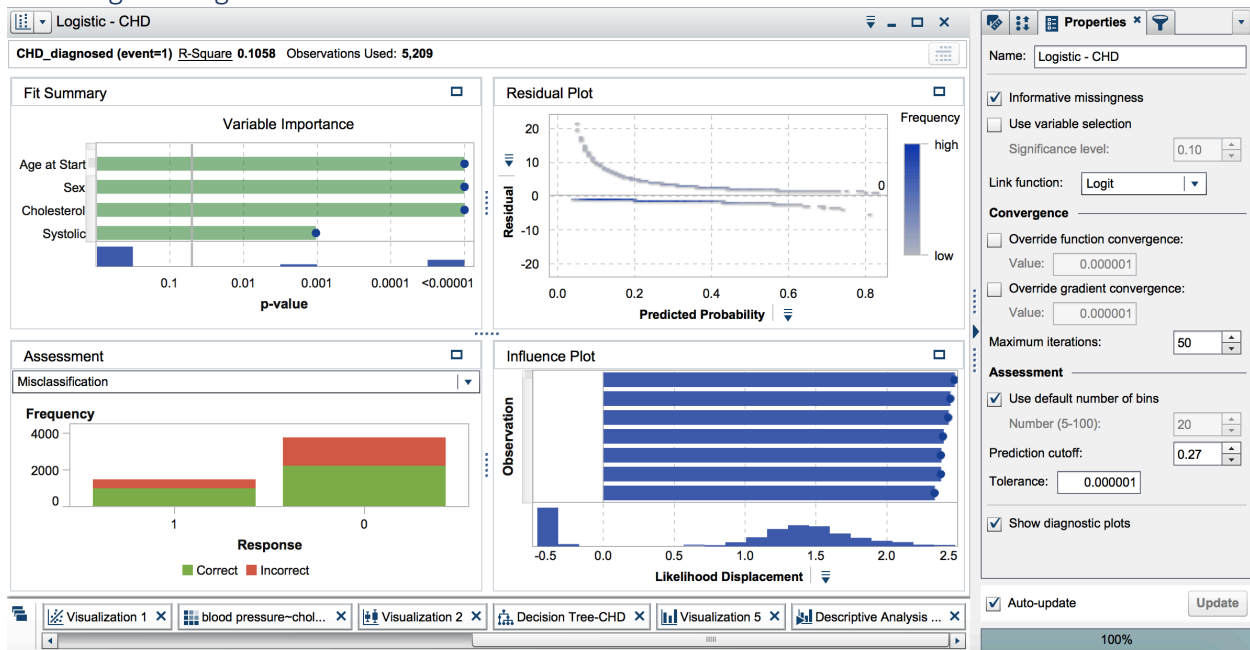 Logistic - CHD
CHD_diagnosed (event=1) R-Square 0.1058 Observations Used: 5,209
Fit Summary
Variable Importance
Age at Start
Sex
Cholesterol
Systolic
0.1 0.01 0.001 0.0001 <0.00001
p-value
Residual Plot
Frequency
high
low
20
10
0
-10
-20
Residual
0
0.0 0.2 0.4 0.6 0.8
Predicted Probability
Assessment
Misclassification
Frequency
4000
2000
0
1 0
Response
Correct Incorrect
Influence Plot
Observation
-0.5 0.0 0.5 1.0 1.5 2.0 2.5
Likelihood Displacement
Visualization 1 blood pressure~chol... Visualization 2 Decision Tree-CHD Visualization 5 Descriptive Analysis ...
Properties
Name: Logistic - CHD
Informative missingness
Use variable selection
Significance level: 0.10
Link function: Logit
Convergence
Override function convergence:
Value: 0.000001
Override gradient convergence:
Value: 0.000001
Maximum iterations: 50
Assessment
Use default number of bins
Number (5-100): 20
Prediction cutoff: 0.27
Tolerance: 0.000001
Show diagnostic plots
Auto-update Update
100%